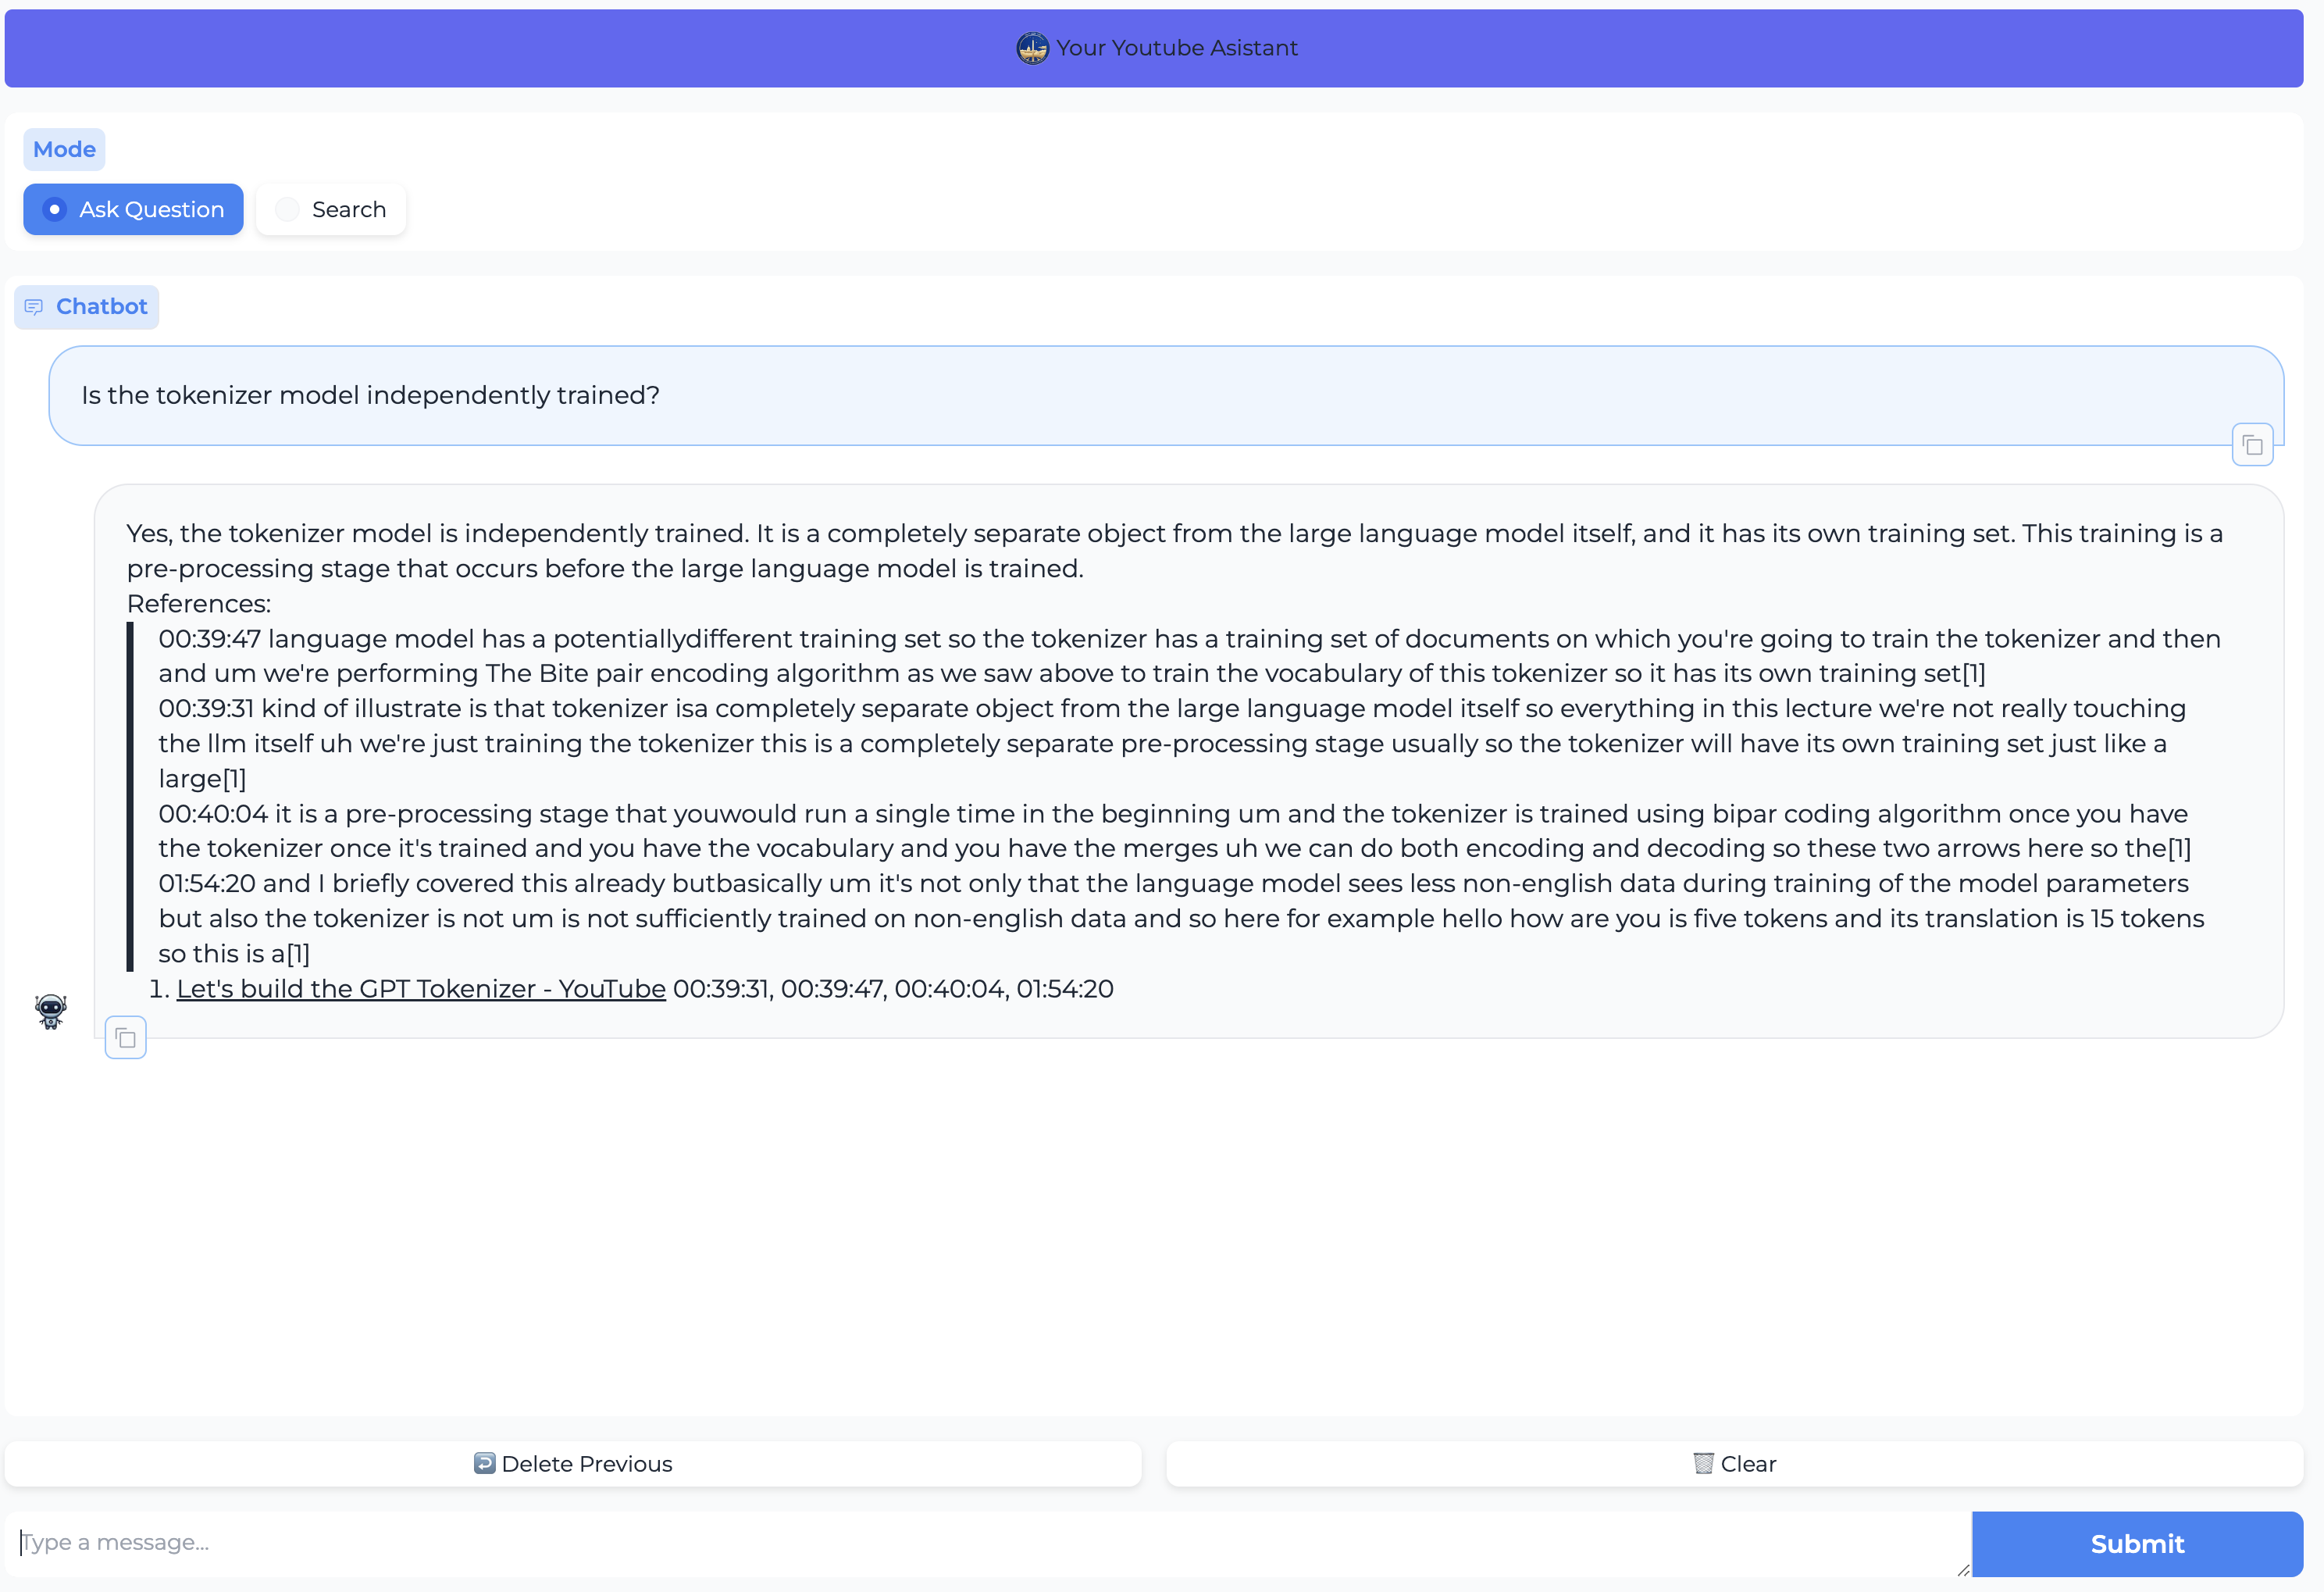 Your Youtube Asistant
Mode
Ask Question
Search
Chatbot
Is the tokenizer model independently trained?
Yes, the tokenizer model is independently trained. It is a completely separate object from the large language model itself, and it has its own training set. This training is a
pre-processing stage that occurs before the large language model is trained.
References:
00:39:47 language model has a potentiallydifferent training set so the tokenizer has a training set of documents on which you're going to train the tokenizer and then
and um we're performing The Bite pair encoding algorithm as we saw above to train the vocabulary of this tokenizer so it has its own training set[1]
00:39:31 kind of illustrate is that tokenizer isa completely separate object from the large language model itself so everything in this lecture we're not really touching
the llm itself uh we're just training the tokenizer this is a completely separate pre-processing stage usually so the tokenizer will have its own training set just like a
large[1]
00:40:04 it is a pre-processing stage that youwould run a single time in the beginning um and the tokenizer is trained using bipar coding algorithm once you have
the tokenizer once it's trained and you have the vocabulary and you have the merges uh we can do both encoding and decoding so these two arrows here so the[1]
01:54:20 and I briefly covered this already butbasically um it's not only that the language model sees less non-english data during training of the model parameters
but also the tokenizer is not um is not sufficiently trained on non-english data and so here for example hello how are you is five tokens and its translation is 15 tokens
so this is a[1]
1. Let's build the GPT Tokenizer - YouTube 00:39:31, 00:39:47, 00:40:04, 01:54:20
Delete Previous
Clear
Type a message...
Submit